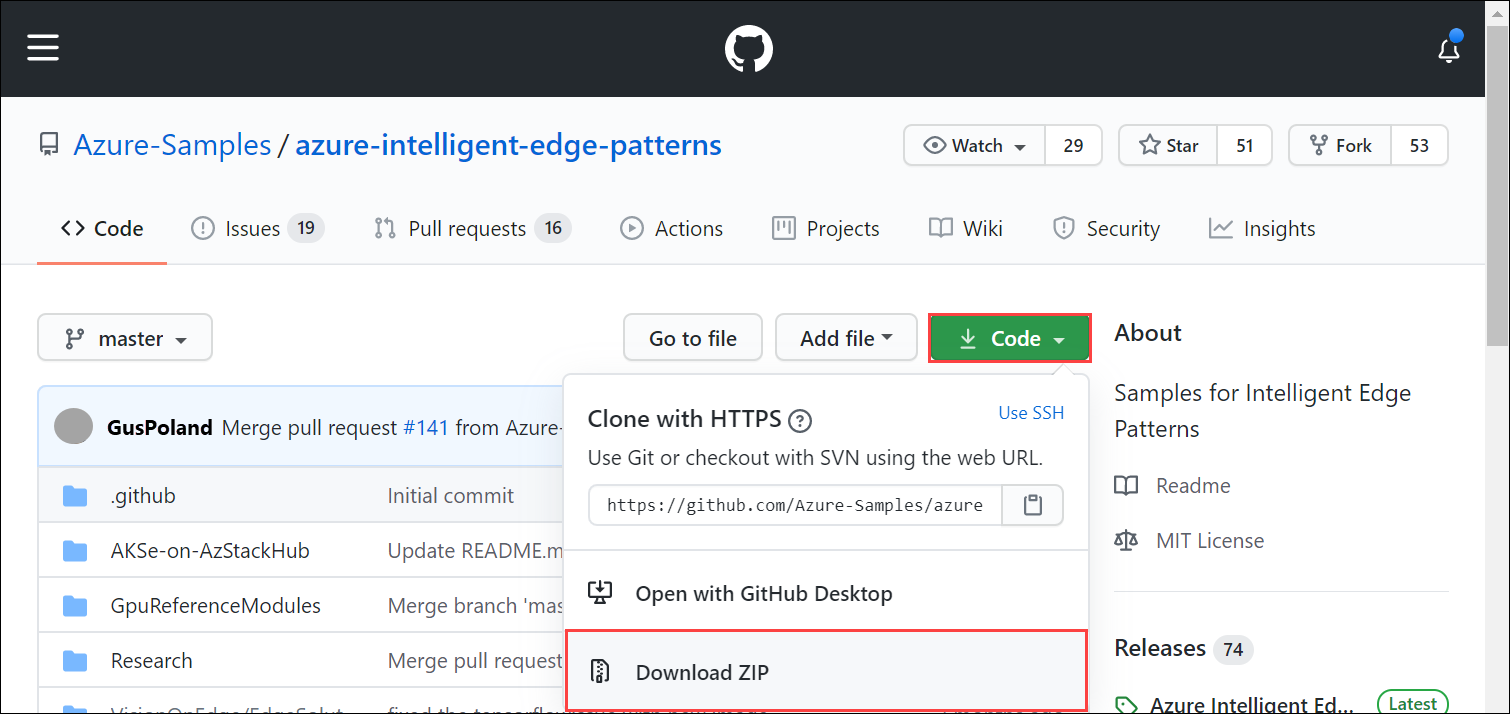 Azure-Samples / azure-intelligent-edge-patterns
Watch 29
Star 51
Fork 53
Code
Issues 19
Pull requests 16
Actions
Projects
Wiki
Security
Insights
master
Go to file
Add file
Code
GusPoland Merge pull request #141 from Azure-
.github Initial commit
AKSe-on-AzStackHub Update README.m
GpuReferenceModules Merge branch 'mas
Research Merge pull request
Clone with HTTPS ?
Use SSH
Use Git or checkout with SVN using the web URL.
https://github.com/Azure-Samples/azure
Open with GitHub Desktop
Download ZIP
About
Samples for Intelligent Edge
Patterns
Readme
MIT License
Releases 74
Azure Intelligent Ed... Latest